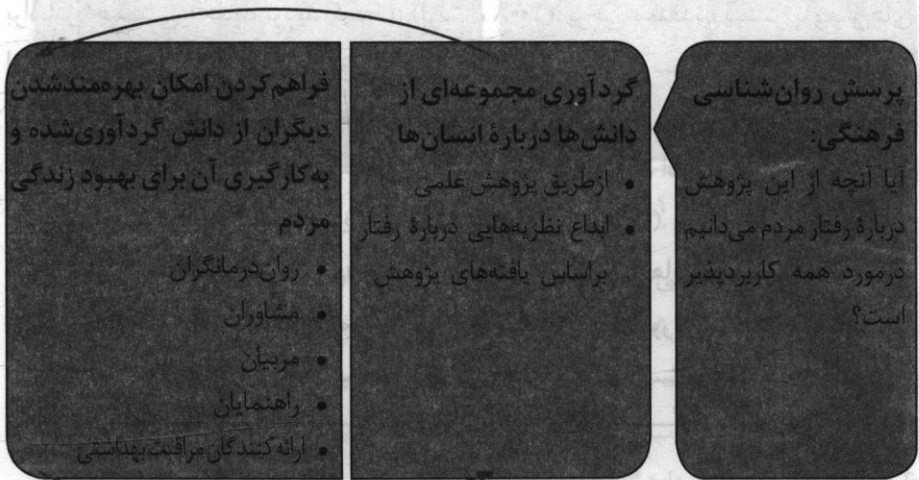 پرسش روان‌شناسی
فرهنگی:
آیا آنچه از این پژوهش
دربارهٔ رفتار مردم می‌دانیم
درمورد همه کاربردپذیر
است؟
گردآوری مجموعه‌ای از
دانش‌ها دربارهٔ انسان‌ها
• ازطریق پژوهش علمی
• ابداع نظریه‌هایی دربارهٔ رفتار
براساس یافته‌های پژوهش
فراهم کردن امکان بهره‌مندشدن
دیگران از دانش گردآوری‌شده و
به‌کارگیری آن برای بهبود زندگی
مردم
• روان‌درمانگران
• مشاوران
• مربیان
• راهنمایان
• ارائه‌کنندگان مراقبت‌بهداشتی